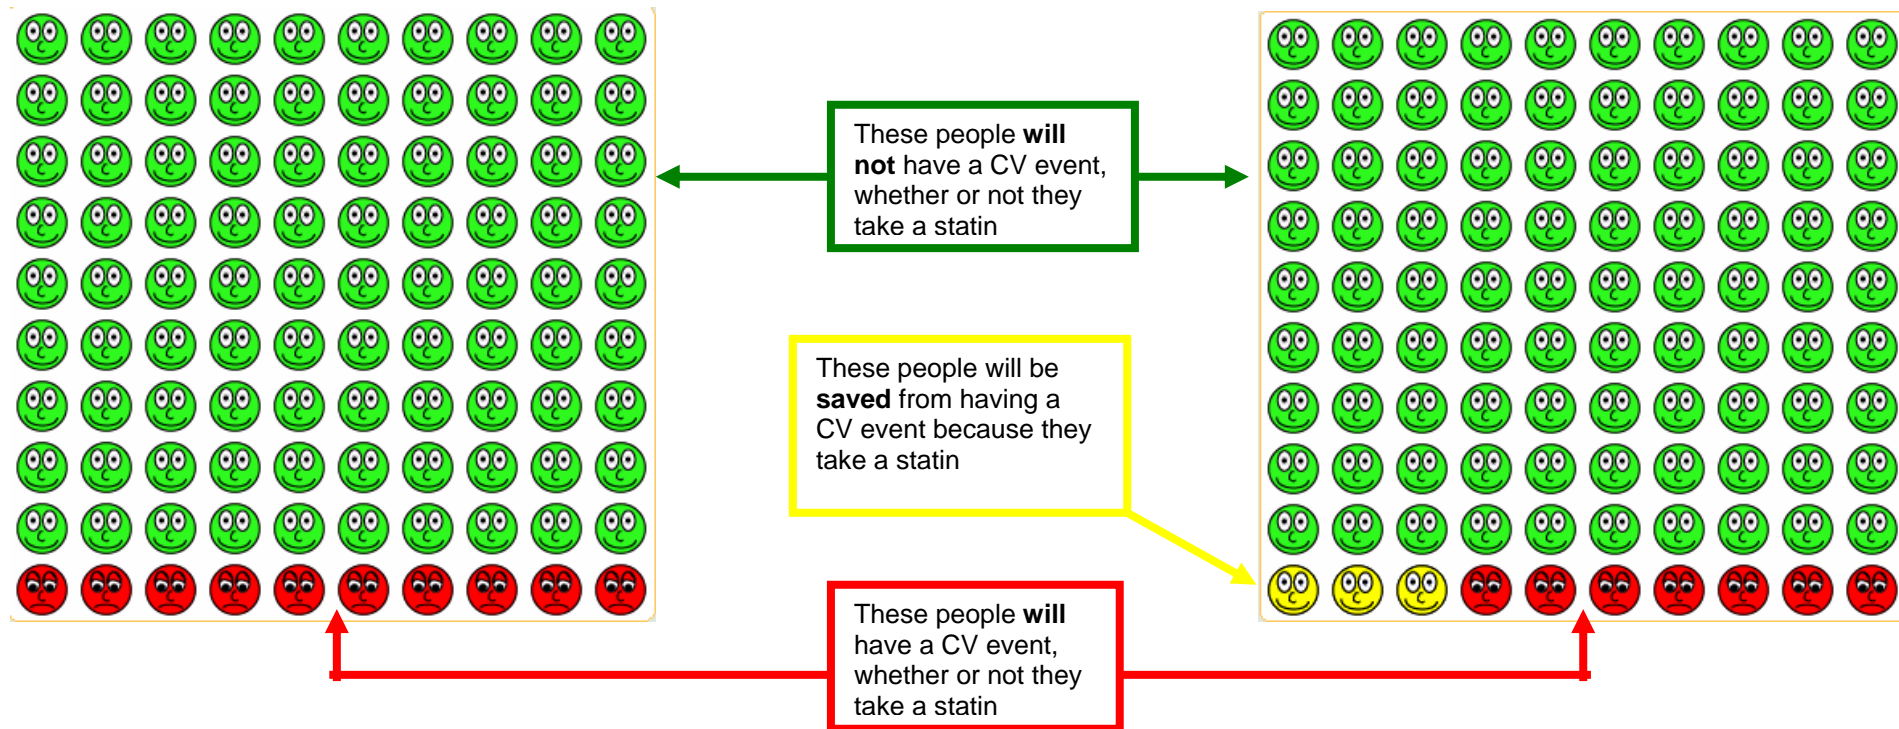 These people will
not have a CV event,
whether or not they
take a statin
These people will be
saved from having a
CV event because they
take a statin
These people will
have a CV event,
whether or not they
take a statin